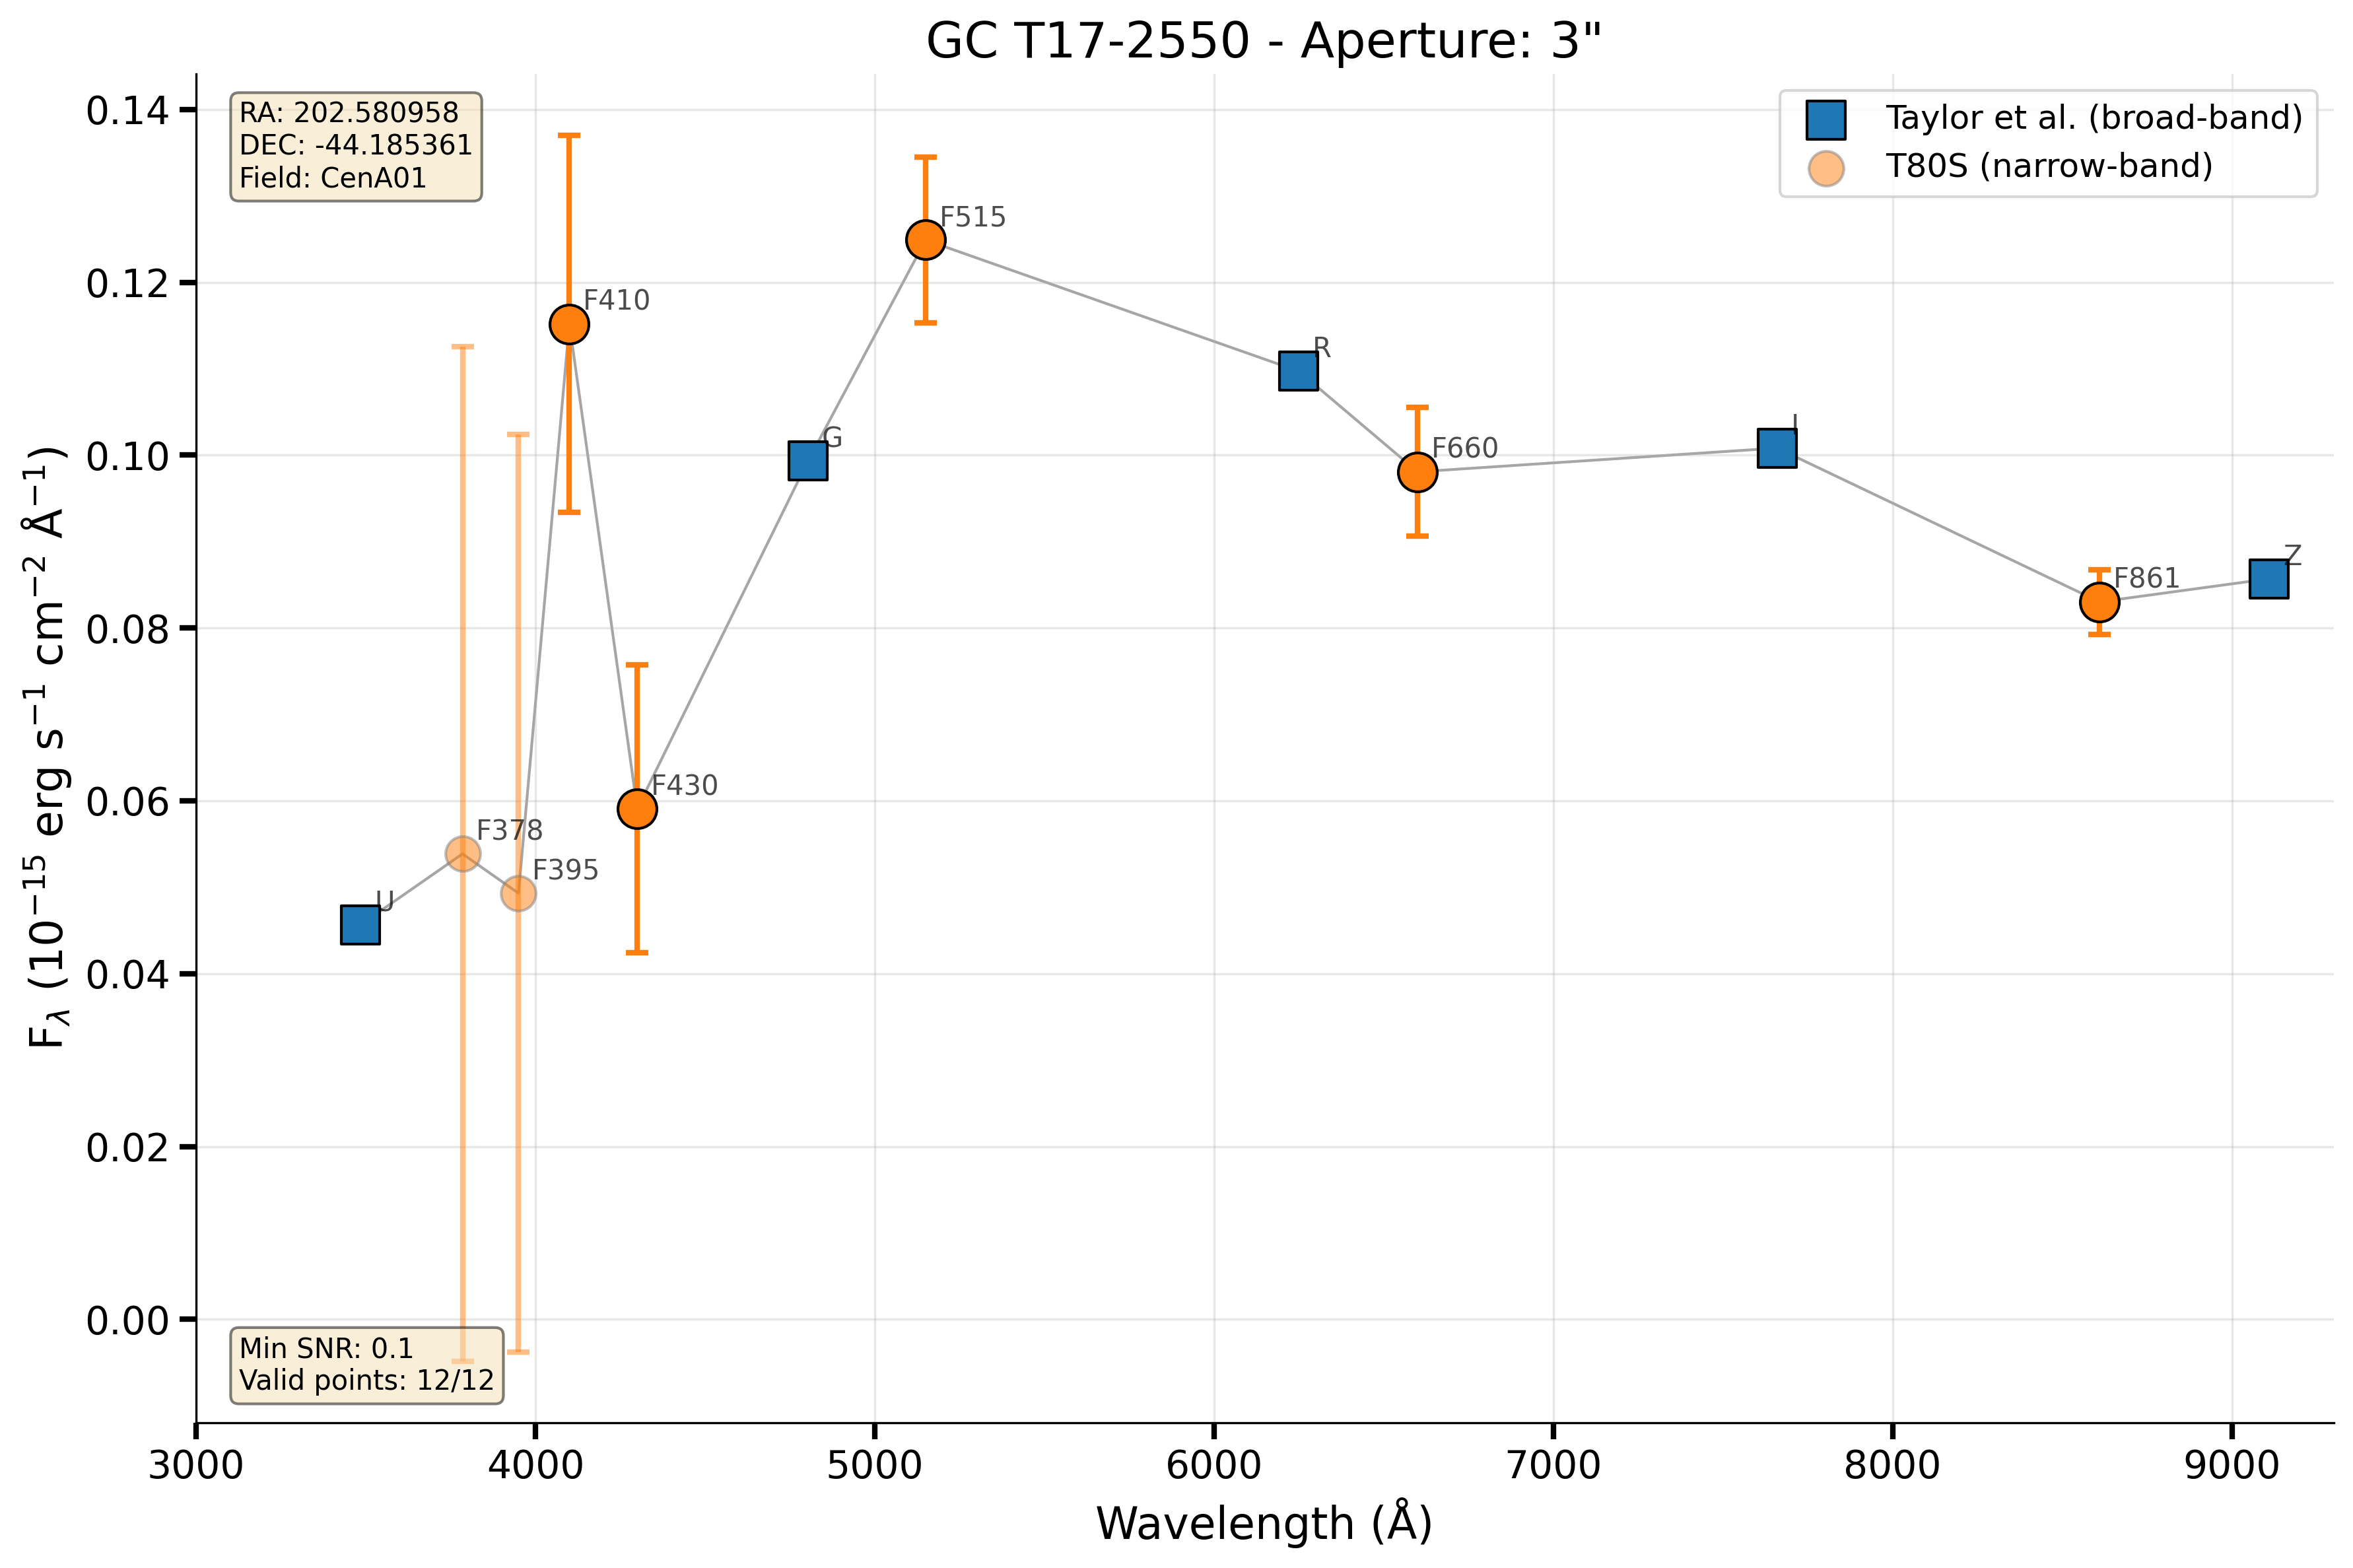 GC T17-2550 - Aperture: 3"
RA: 202.580958
DEC: -44.185361
Field: CenA01
Taylor et al. (broad-band)
T80S (narrow-band)
0.14
0.12
0.10
0.08
0.06
0.04
0.02
0.00
F515
F410
R
G
F660
I
Z
F861
F430
F378
F395
U
Min SNR: 0.1
Valid points: 12/12
3000 4000 5000 6000 7000 8000 9000
Wavelength (Å)
F_λ (10⁻¹⁵ erg s⁻¹ cm⁻² Å⁻¹)